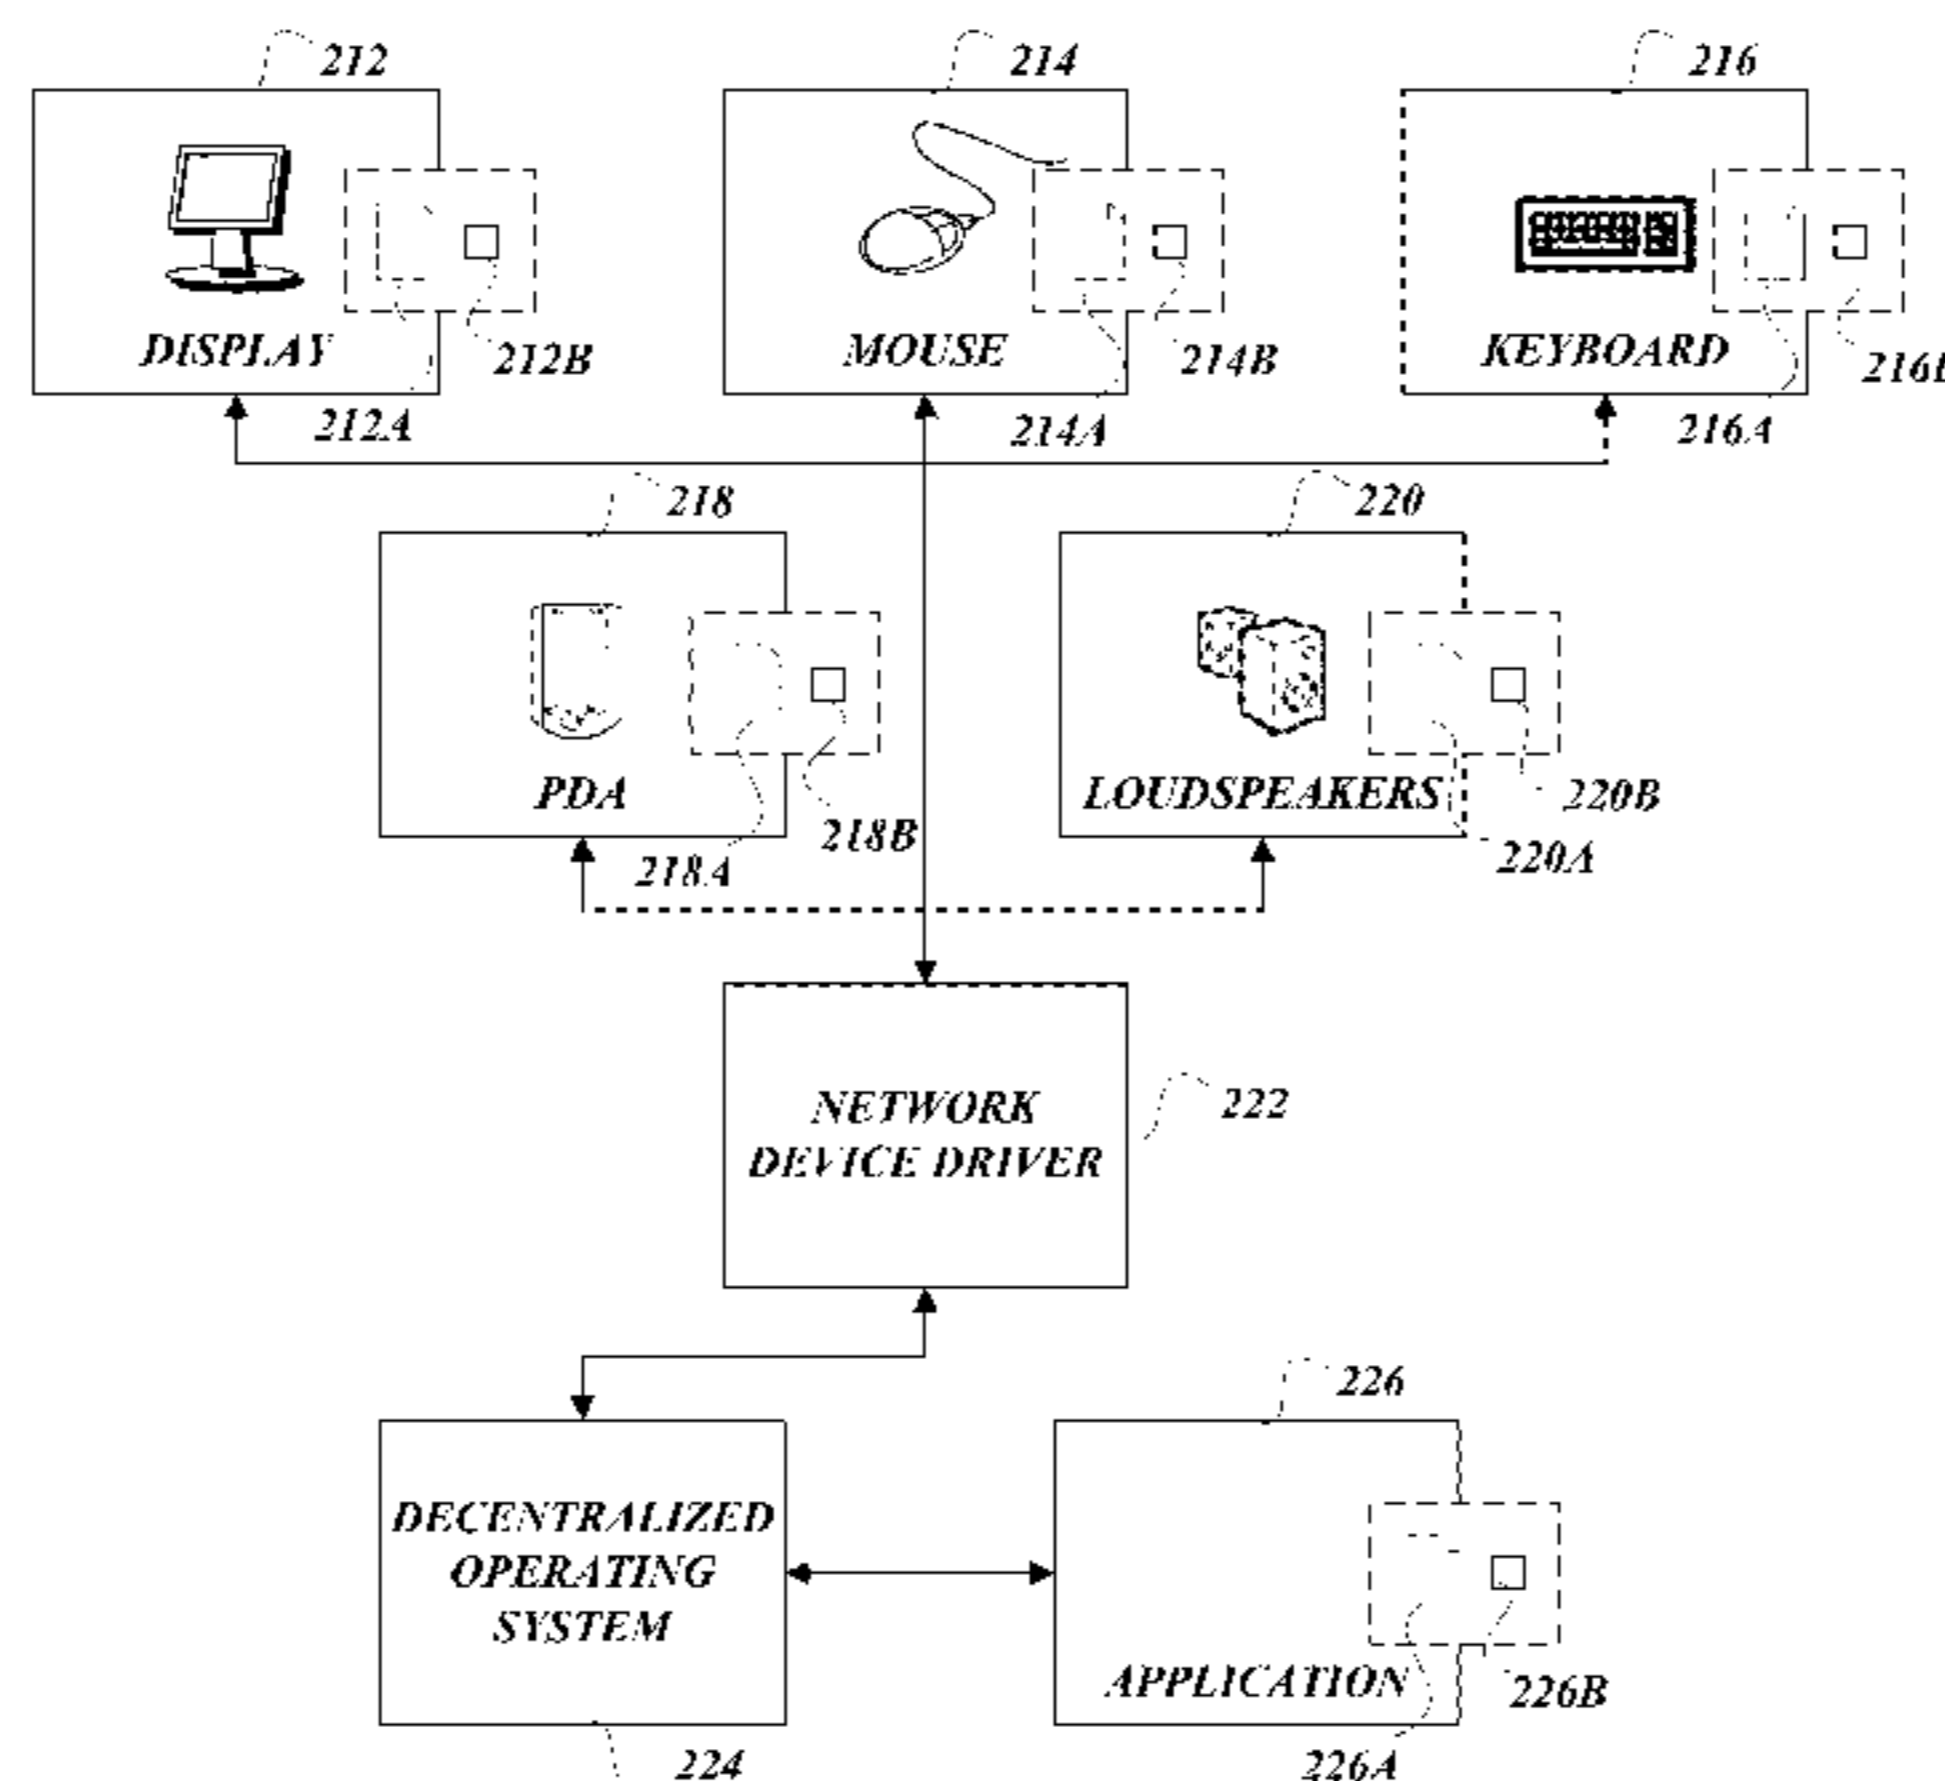 212
214
216
DISPLAY
212B
212A
MOUSE
214B
214A
KEYBOARD
216A
218
220
PDA
218B
218A
LOUDSPEAKERS
220B
220A
NETWORK
DEVICE DRIVER
222
226
DECENTRALIZED
OPERATING
SYSTEM
APPLICATION
226B
224
226A